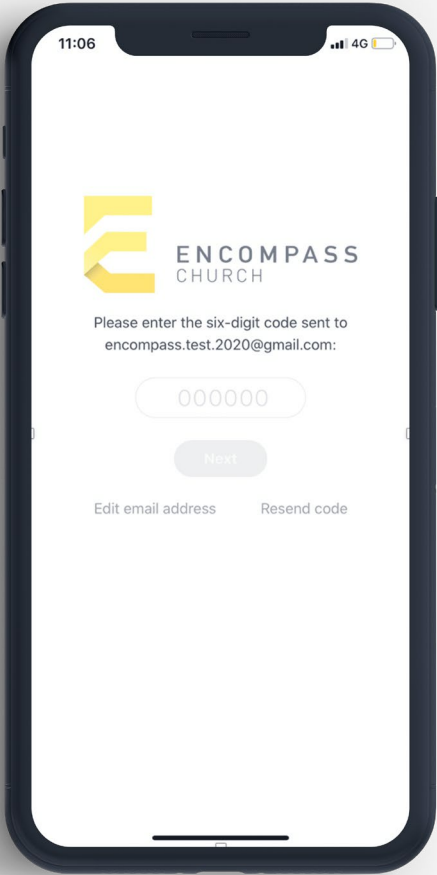 11:06
4G
ENCOMPASS
CHURCH
Please enter the six-digit code sent to
encompass.test.2020@gmail.com:
000000
Next
Edit email address
Resend code